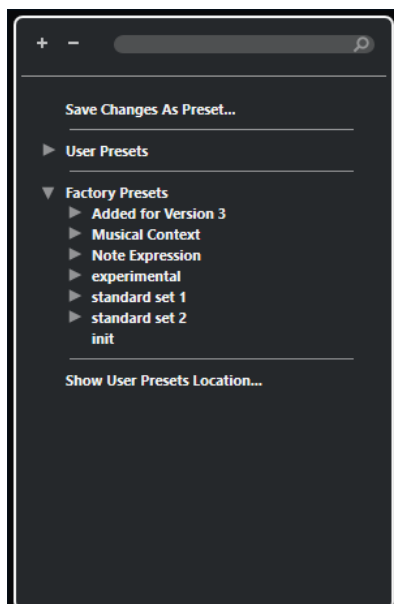 + −
Save Changes As Preset...
User Presets
Factory Presets
Added for Version 3
Musical Context
Note Expression
experimental
standard set 1
standard set 2
init
Show User Presets Location...